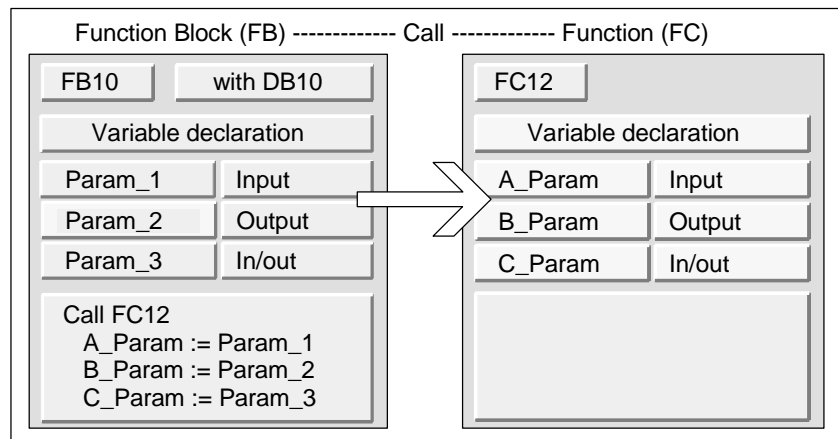 Function Block (FB) ------------- Call ------------- Function (FC)
FB10
with DB10
Variable declaration
Param_1
Input
Param_2
Output
Param_3
In/out
Call FC12
A_Param := Param_1
B_Param := Param_2
C_Param := Param_3
FC12
Variable declaration
A_Param
Input
B_Param
Output
C_Param
In/out